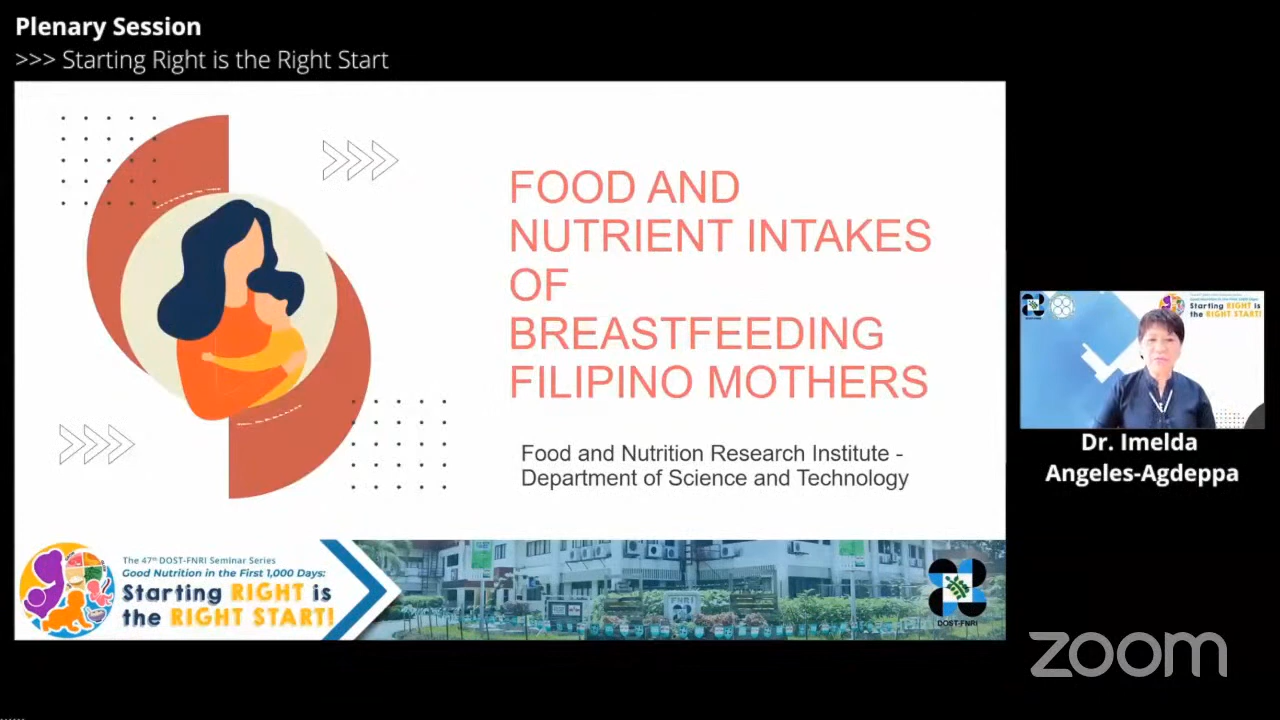 Plenary Session
>>> Starting Right is the Right Start
FOOD AND
NUTRIENT INTAKES
OF
BREASTFEEDING
FILIPINO MOTHERS
Food and Nutrition Research Institute -
Department of Science and Technology
The 47th DOST-FNRI Seminar Series
Good Nutrition in the First 1,000 Days:
Starting RIGHT is
the RIGHT START!
FNRI
DOST-FNRI
Starting RIGHT is
the RIGHT START!
Dr. Imelda
Angeles-Agdeppa
zoom